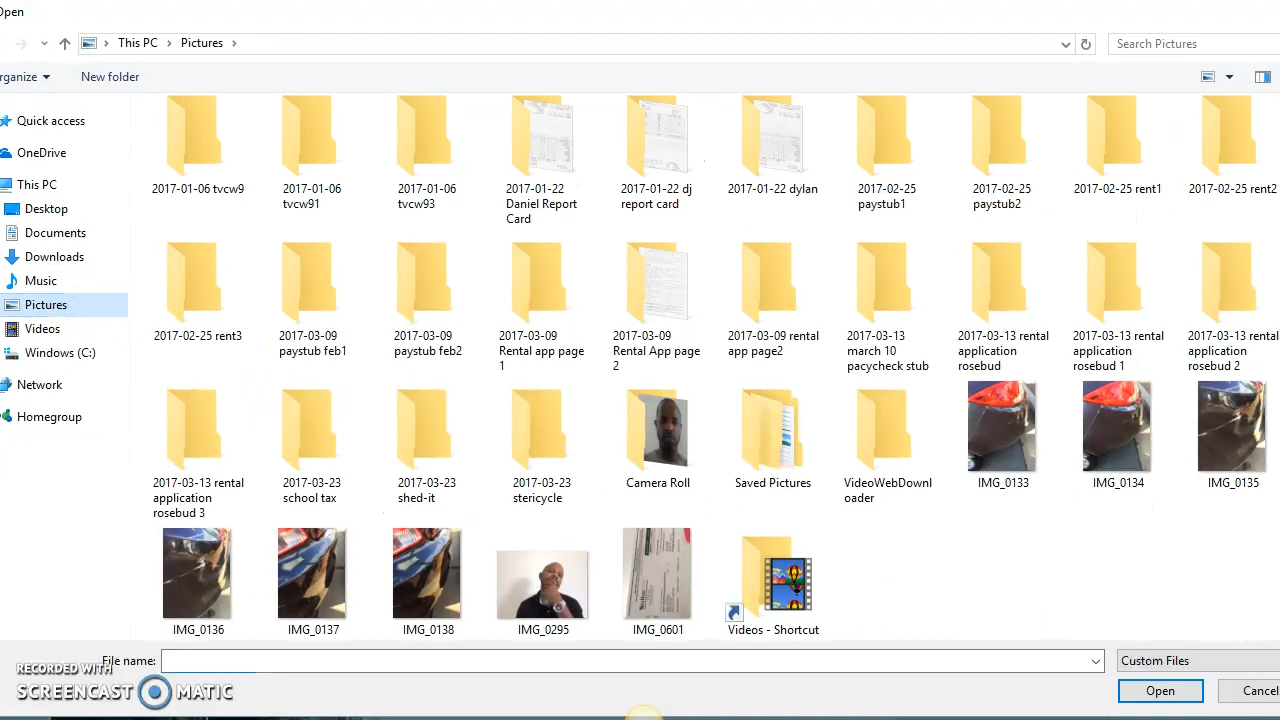 Open
This PC
Pictures
Search Pictures
rganize
New folder
Quick access
OneDrive
This PC
Desktop
Documents
Downloads
Music
Pictures
Videos
Windows (C:)
Network
Homegroup
2017-01-06 tvcw9
2017-01-06
tvcw91
2017-01-06
tvcw93
2017-01-22
Daniel Report
Card
2017-01-22 dj
report card
2017-01-22 dylan
2017-02-25
paystub1
2017-02-25
paystub2
2017-02-25 rent1
2017-02-25 rent2
2017-02-25 rent3
2017-03-09
paystub feb1
2017-03-09
paystub feb2
2017-03-09
Rental app page
1
2017-03-09
Rental App page
2
2017-03-09 rental
app page2
2017-03-13
march 10
pacycheck stub
2017-03-13 rental
application
rosebud
2017-03-13 rental
application
rosebud 1
2017-03-13 rental
application
rosebud 2
2017-03-13 rental
application
rosebud 3
2017-03-23
school tax
2017-03-23
shed-it
2017-03-23
stericycle
Camera Roll
Saved Pictures
VideoWebDownl
oader
IMG_0133
IMG_0134
IMG_0135
IMG_0136
IMG_0137
IMG_0138
IMG_0295
IMG_0601
Videos - Shortcut
File name:
Custom Files
Open
Cancel
RECORDED WITH
SCREENCAST MATIC